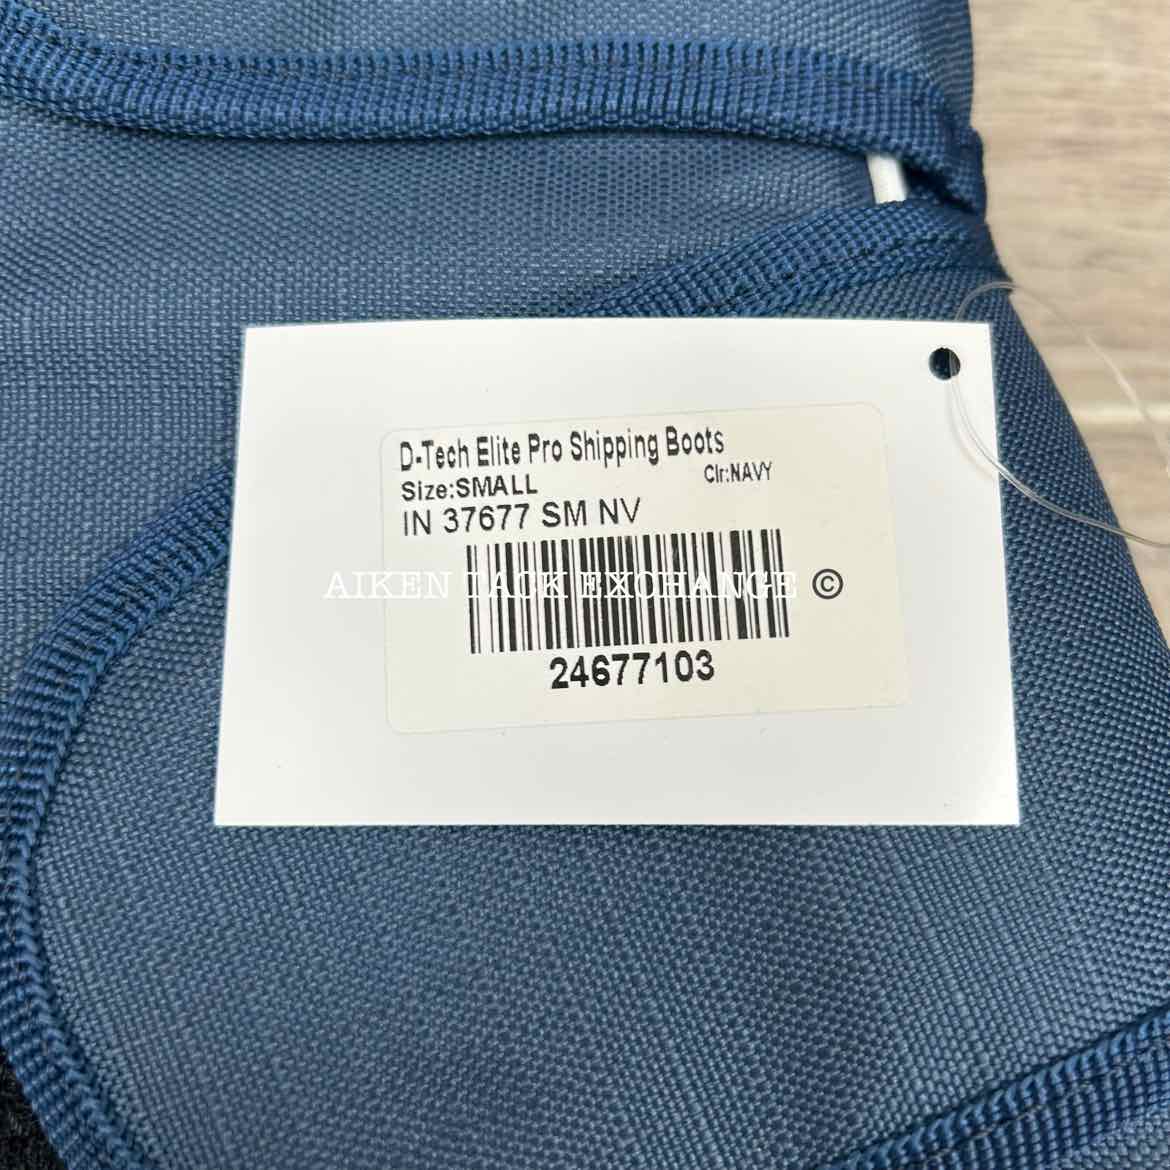 D-Tech Elite Pro Shipping Boots
Size:SMALL Clr:NAVY
IN 37677 SM NV
AIKEN TACK EXCHANGE ©
24677103